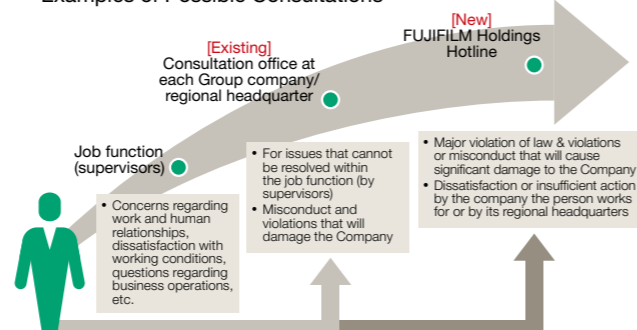 Examples of Possible Consultations
[New]
FUJIFILM Holdings
Hotline
[Existing]
Consultation office at
each Group company/
regional headquarter
Job function
(supervisors)
• Concerns regarding
work and human
relationships,
dissatisfaction with
working conditions,
questions regarding
business operations,
etc.
• For issues that cannot
be resolved within
the job function (by
supervisors)
• Misconduct and
violations that will
damage the Company
• Major violation of law & violations
or misconduct that will cause
significant damage to the Company
• Dissatisfaction or insufficient action
by the company the person works
for or by its regional headquarters